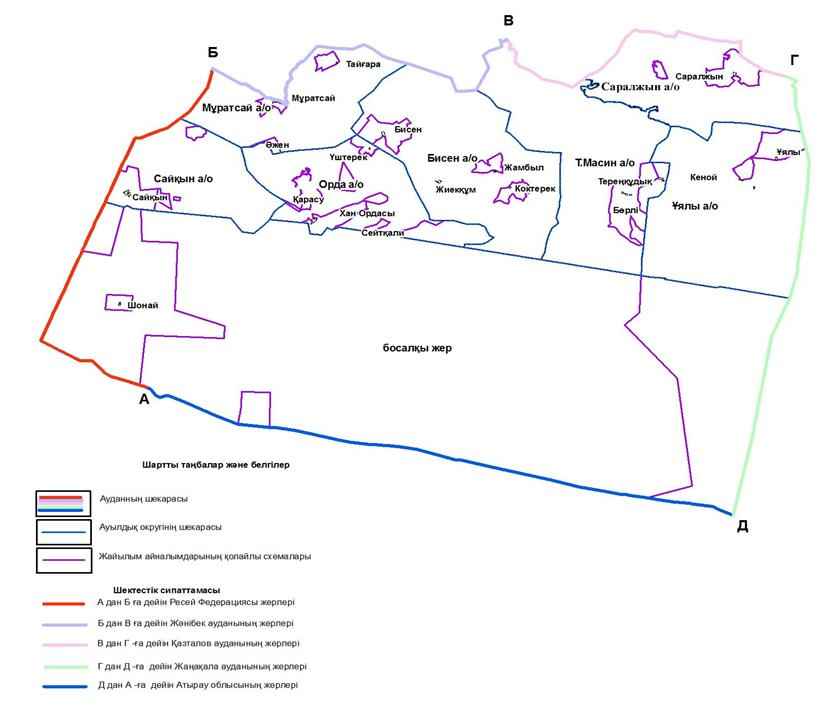 В
Б
Г
Тайғара
Саралжын
Саралжын а/о
Мұратсай
Мұратсай а/о
Бисен
Әжен
Үштерек
Ұялы
Бисен а/о
Т.Масин а/о
Жамбыл
Сайқын а/о
Орда а/о
Кеной
Тереңқұдық
Жиекқұм
Коктерек
Сайқын
Қарасу
Ұялы а/о
Бөрлі
Хан Ордасы
Сейтқали
Шонай
босалқы жер
А
Д
Шартты таңбалар және белгілер
Ауданның шекарасы
Ауылдық округінің шекарасы
Жайылым айналымдарының қолайлы схемалары
Шектестік сипаттамасы
А дан Б ға дейін Ресей Федерациясы жерлері
Б дан В ға дейін Жәнібек ауданының жерлері
В дан Г -ға дейін Қазталов ауданының жерлері
Г дан Д -ға дейін Жаңақала ауданының жерлері
Д дан А -ға дейін Атырау облысының жерлері